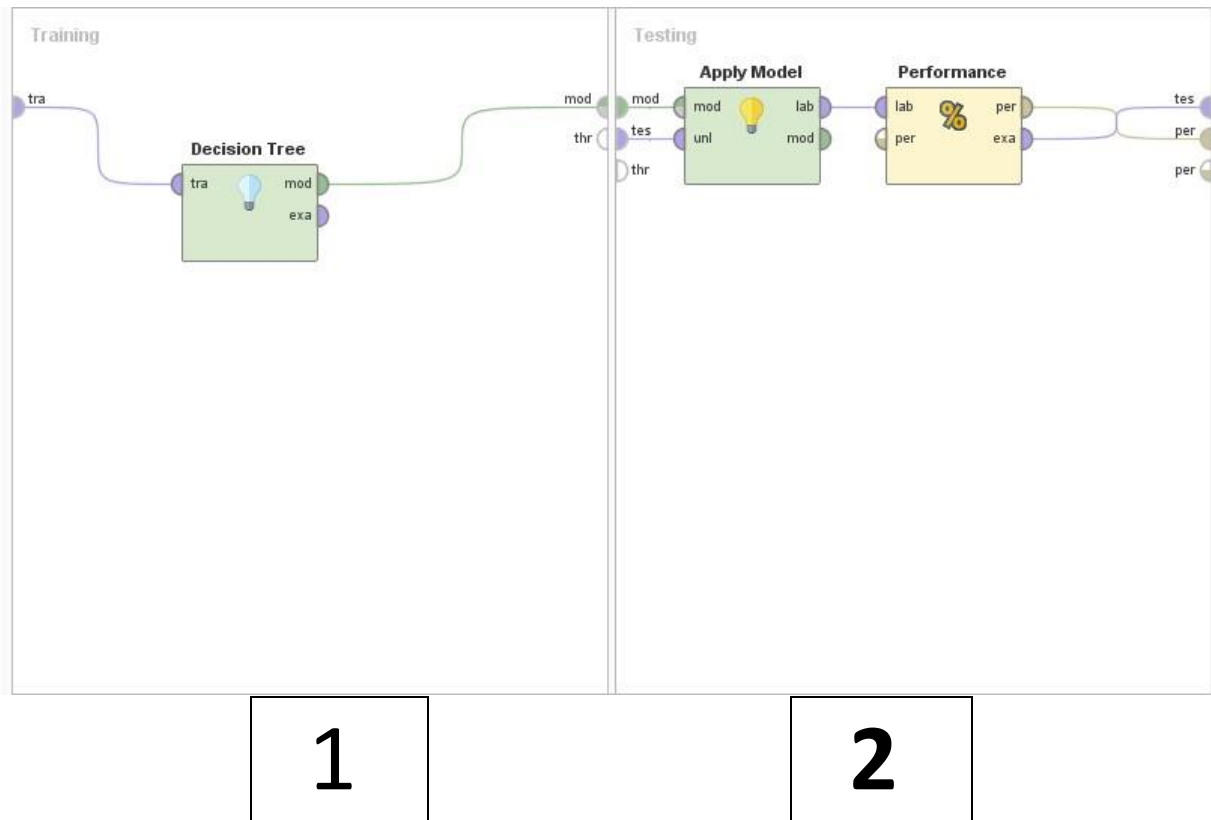 Training
Testing
Apply Model
Performance
tra
mod
mod
mod
lab
lab
per
tes
thr
tes
unl
mod
per
exa
per
Decision Tree
thr
per
tra
mod
exa
1
2